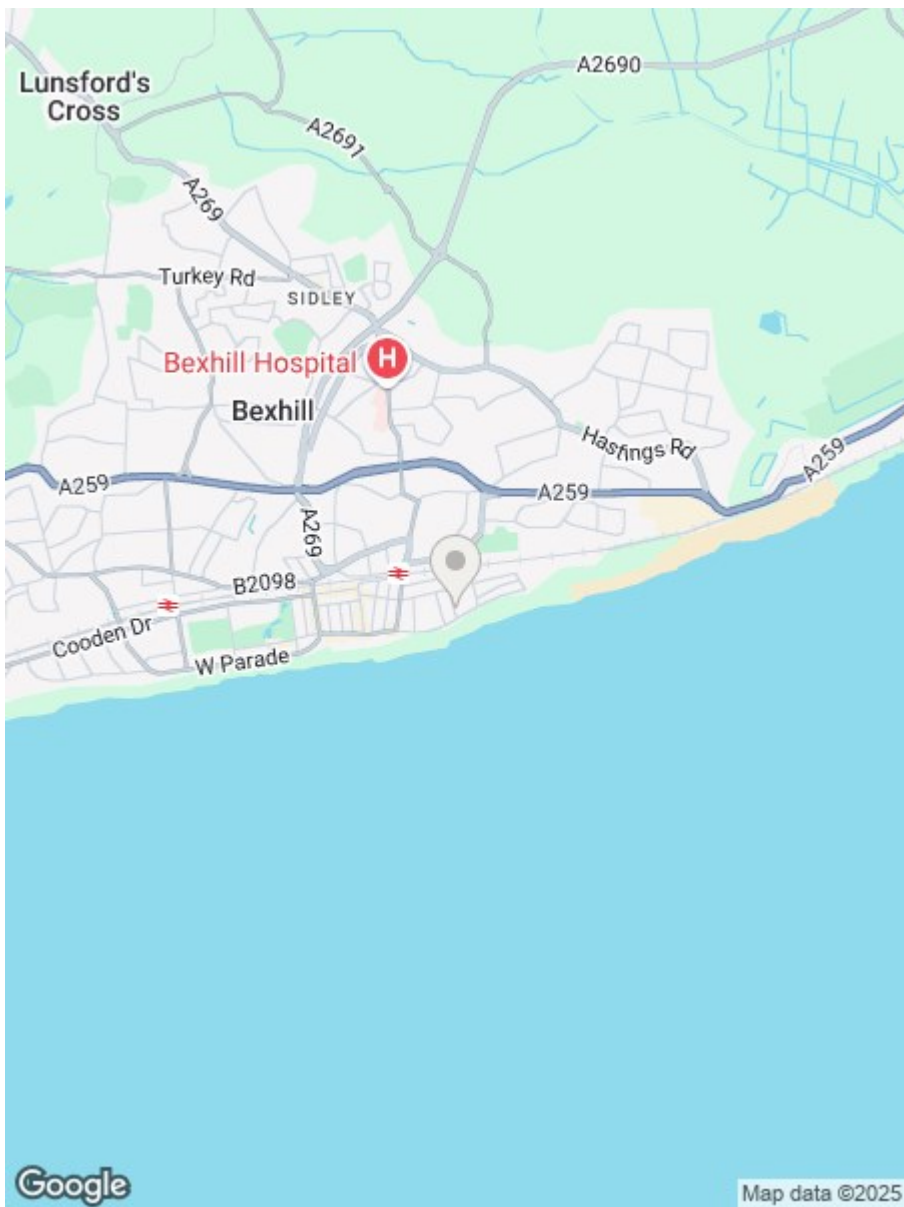 A2690
Lunsford's
Cross
A2691
A269
Turkey Rd
SIDLEY
Bexhill Hospital
H
Bexhill
Hastings Rd
A259
A259
A259
A269
B2098
Cooden Dr
W Parade
Google
Map data ©2025